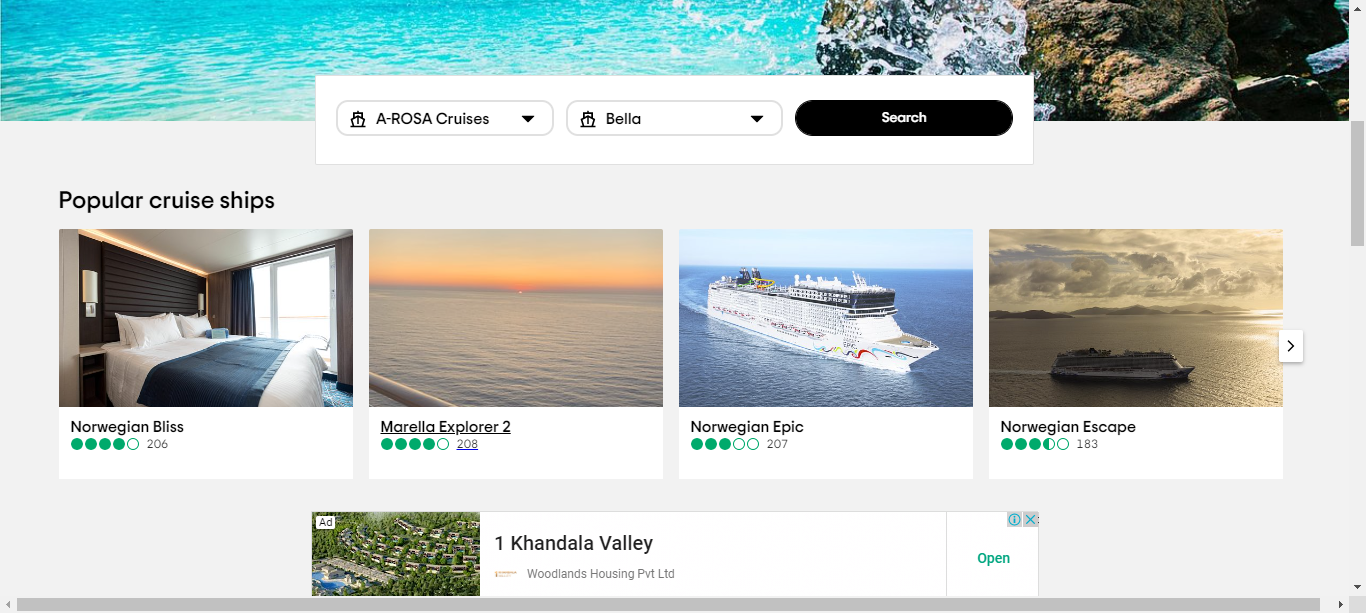 A-ROSA Cruises
Bella
Search
Popular cruise ships
Norwegian Bliss
206
Marella Explorer 2
208
EPIC
Norwegian Epic
207
Norwegian Escape
183
Ad
1 Khandala Valley
Woodlands Housing Pvt Ltd
Open